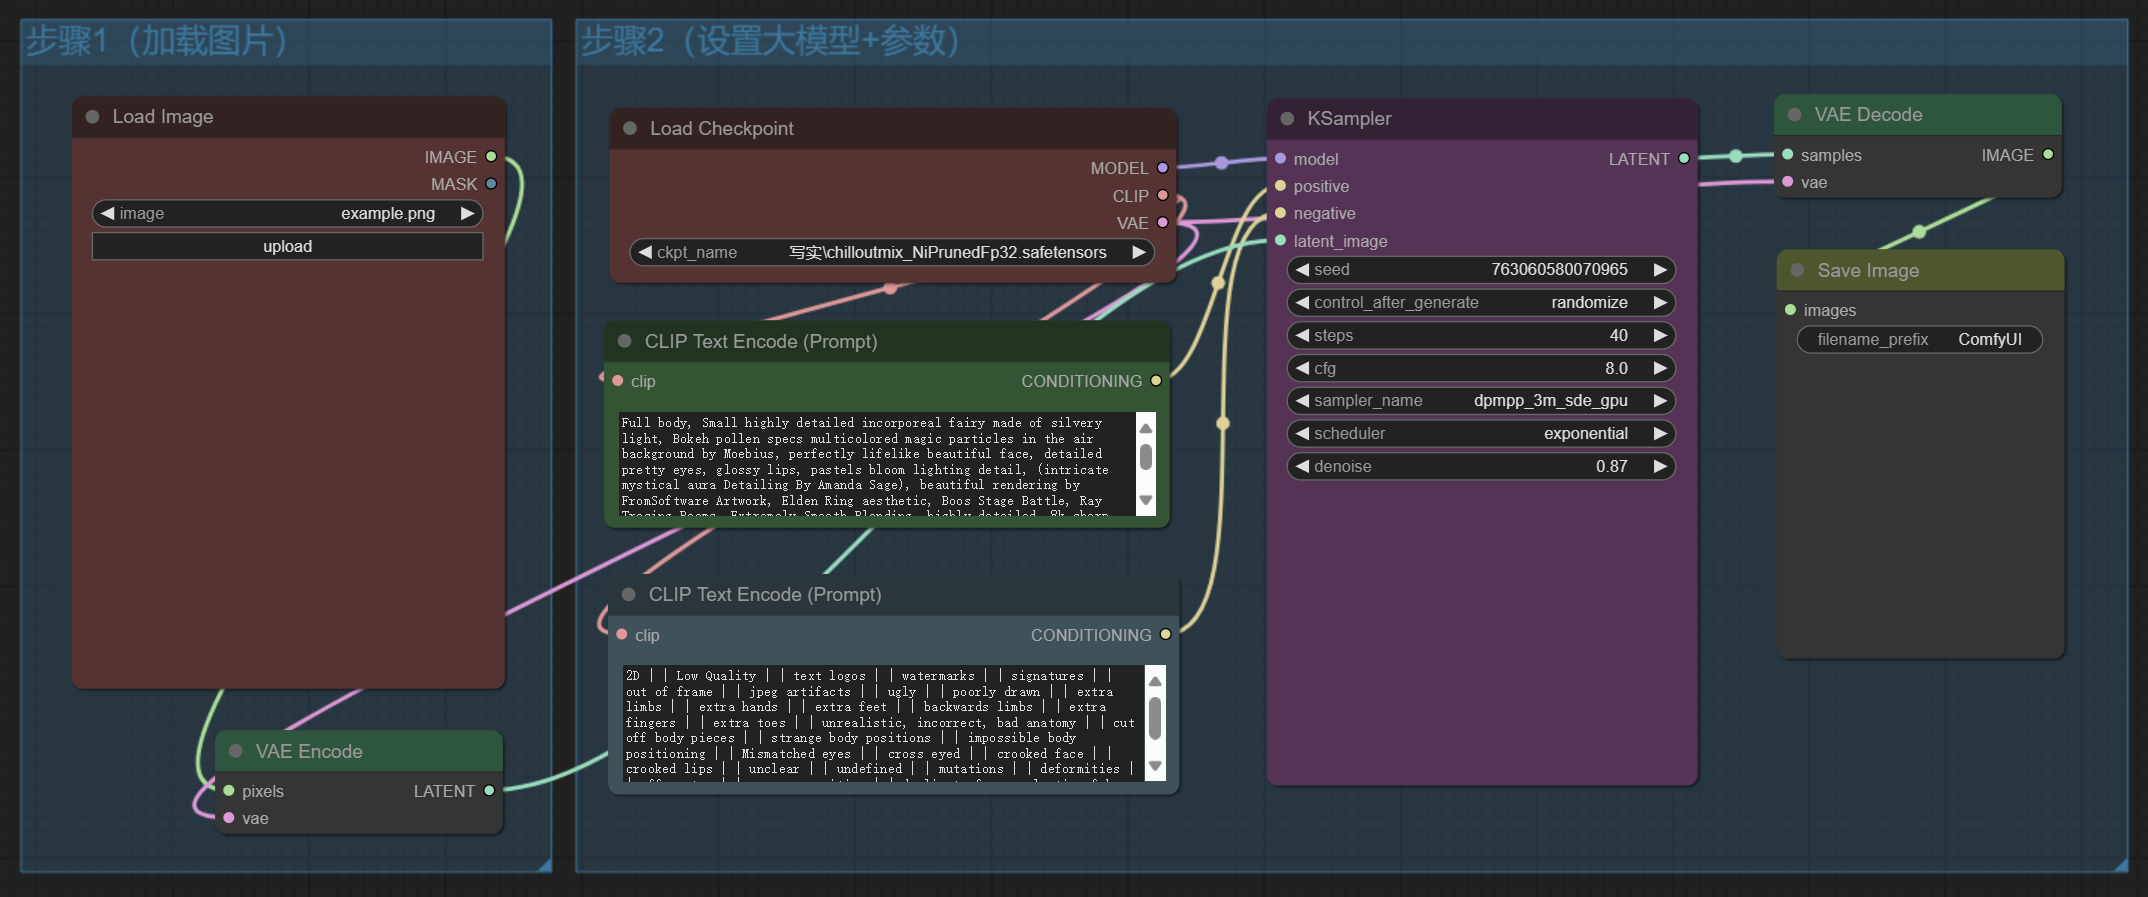 步骤1（加载图片）
Load Image
IMAGE
MASK
image example.png
upload
VAE Encode
pixels LATENT
vae
步骤2（设置大模型+参数）
Load Checkpoint
MODEL
CLIP
VAE
ckpt_name 写实\chilloutmix_NiPrunedFp32.safetensors
CLIP Text Encode (Prompt)
clip CONDITIONING
Full body, Small highly detailed incorporeal fairy made of silvery
light, Bokeh pollen specs multicolored magic particles in the air
background by Moebius, perfectly lifelike beautiful face, detailed
pretty eyes, glossy lips, pastels bloom lighting detail, (intricate
mystical aura Detailing By Amanda Sage), beautiful rendering by
FromSoftware Artwork, Elden Ring aesthetic, Boos Stage Battle, Ray
CLIP Text Encode (Prompt)
clip CONDITIONING
2D | | Low Quality | | text logos | | watermarks | | signatures | |
out of frame | | jpeg artifacts | | ugly | | poorly drawn | | extra
limbs | | extra hands | | extra feet | | backwards limbs | | extra
fingers | | extra toes | | unrealistic, incorrect, bad anatomy | | cut
off body pieces | | strange body positions | | impossible body
positioning | | Mismatched eyes | | cross eyed | | crooked face | |
crooked lips | | unclear | | undefined | | mutations | | deformities |
KSampler
model LATENT
positive
negative
latent_image
seed 763060580070965
control_after_generate randomize
steps 40
cfg 8.0
sampler_name dpmpp_3m_sde_gpu
scheduler exponential
denoise 0.87
VAE Decode
samples IMAGE
vae
Save Image
images
filename_prefix ComfyUI